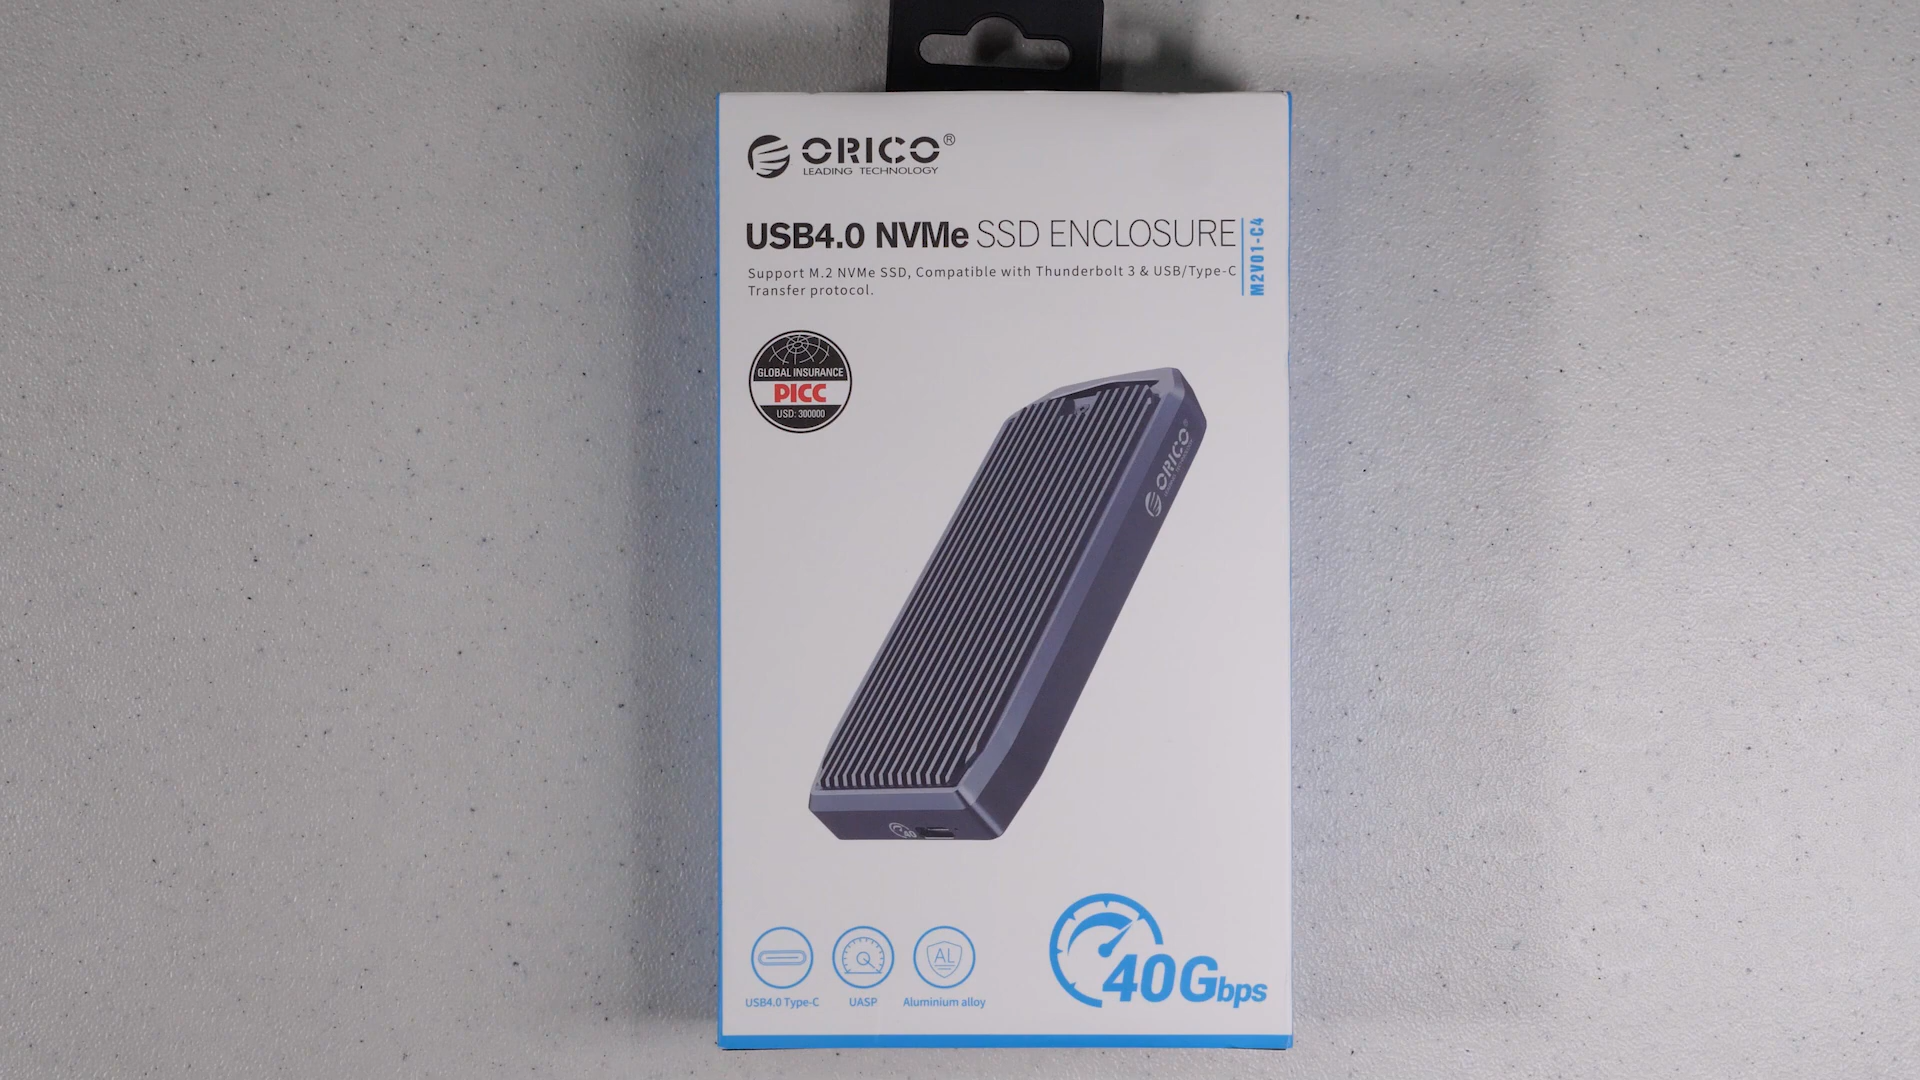 ORICO®
LEADING TECHNOLOGY
USB4.0 NVMe SSD ENCLOSURE
M2V01-C4
Support M.2 NVMe SSD, Compatible with Thunderbolt 3 & USB/Type-C
Transfer protocol.
GLOBAL INSURANCE
PICC
USD: 300000
ORICO®
40
AL
USB4.0 Type-C
UASP
Aluminium alloy
40Gbps